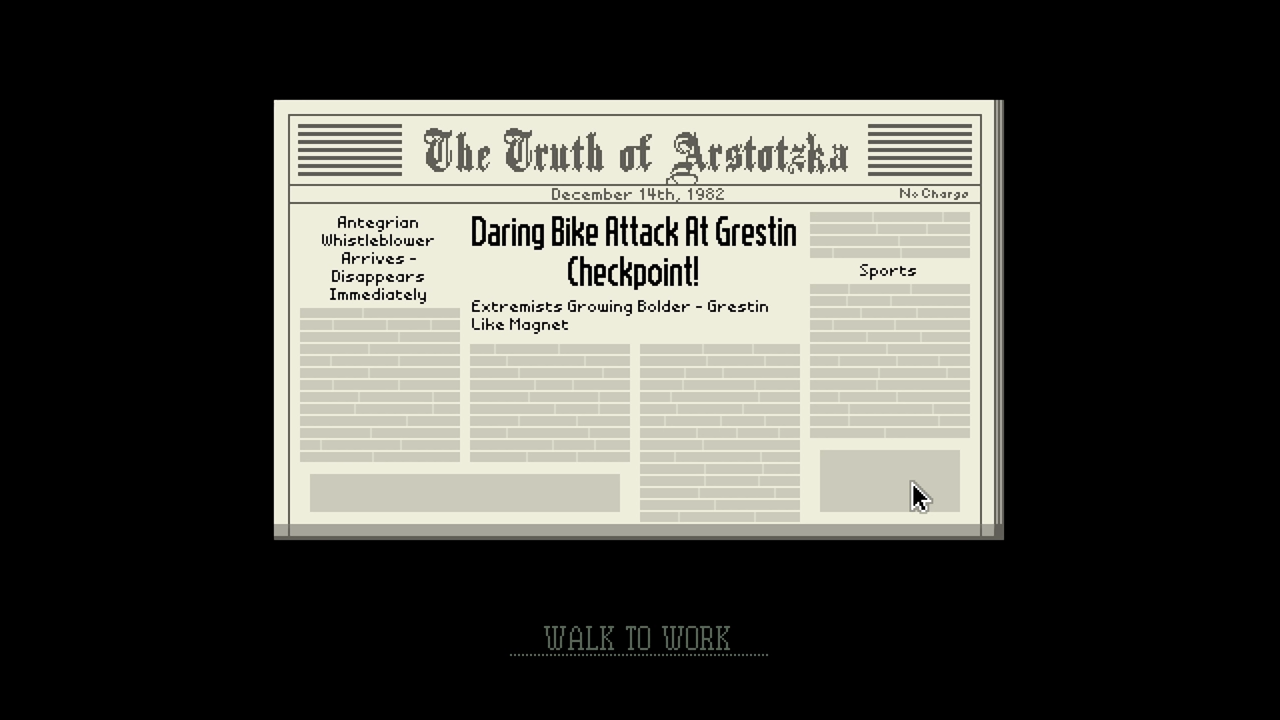 The Truth of Arstotzka
December 14th, 1982
No Charge
Antegrian
Whistleblower
Arrives -
Disappears
Immediately
Daring Bike Attack At Grestin
Checkpoint!
Extremists Growing Bolder - Grestin
Like Magnet
Sports
WALK TO WORK